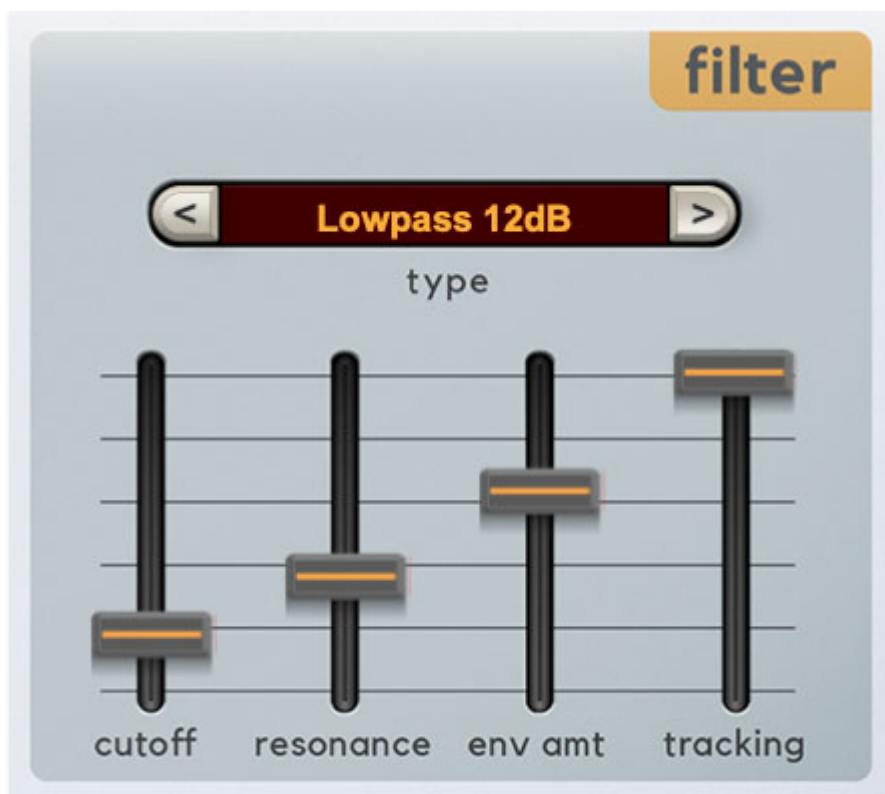 filter
< Lowpass 12dB >
type
cutoff resonance env amt tracking